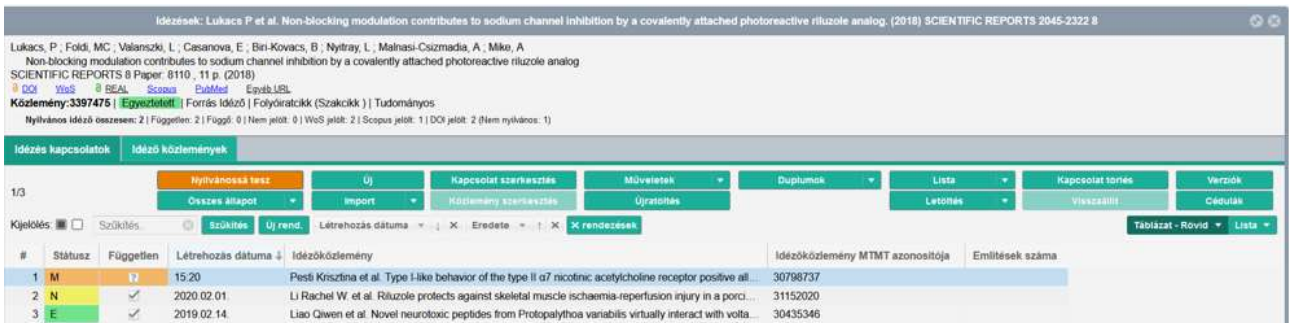 Idézések: Lukacs P et al. Non-blocking modulation contributes to sodium channel inhibition by a covalently attached photoreactive riluzole analog. (2018) SCIENTIFIC REPORTS 2045-2322 8
Lukacs, P ; Foldi, MC ; Valanszki, L ; Casanova, E ; Biri-Kovacs, B ; Nyitray, L ; Malnasi-Csizmadia, A ; Mike, A
Non-blocking modulation contributes to sodium channel inhibition by a covalently attached photoreactive riluzole analog
SCIENTIFIC REPORTS 8 Paper: 8110 , 11 p. (2018)
DOI WoS REAL Scopus PubMed Egyéb URL
Közlemény:3397475 | Egyeztetett | Forrás Idéző | Folyóiratcikk (Szakcikk ) | Tudományos
Nyilvános idéző összesen: 2 | Független: 2 | Függő: 0 | Nem jelölt: 0 | WoS jelölt: 2 | Scopus jelölt: 1 | DOI jelölt: 2 (Nem nyilvános: 1)
Idézés kapcsolatok Idéző közlemények
1/3 Nyilvánossá tesz Új Kapcsolat szerkesztés Műveletek Duplumok Lista Kapcsolat törlés Verziók
Összes állapot Import Közlemény szerkesztés Újratöltés Letöltés Visszaállít Cédulák
Kijelölés: Szűkítés... Szűkítés Új rend. Létrehozás dátuma ↓ X Eredete ↑ X X rendezések Táblázat - Rövid Lista
# Státusz Független Létrehozás dátuma ↓ Idézőközlemény Idézőközlemény MTMT azonosítója Említések száma
1 M ? 15:20 Pesti Krisztina et al. Type I-like behavior of the type II α7 nicotinic acetylcholine receptor positive all... 30798737
2 N ✓ 2020.02.01. Li Rachel W. et al. Riluzole protects against skeletal muscle ischaemia-reperfusion injury in a porci... 31152020
3 E ✓ 2019.02.14. Liao Qiwen et al. Novel neurotoxic peptides from Protopalythoa variabilis virtually interact with volta... 30435346